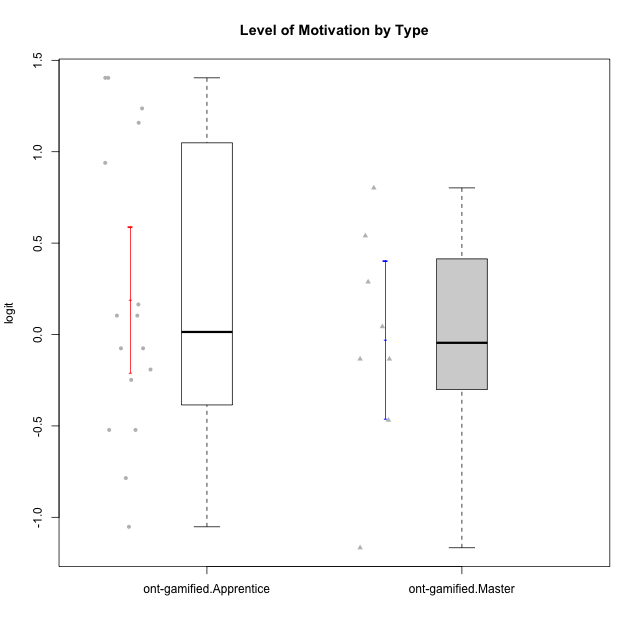 Level of Motivation by Type
1.5
1.0
0.5
0.0
-0.5
-1.0
logit
ont-gamified.Apprentice
ont-gamified.Master